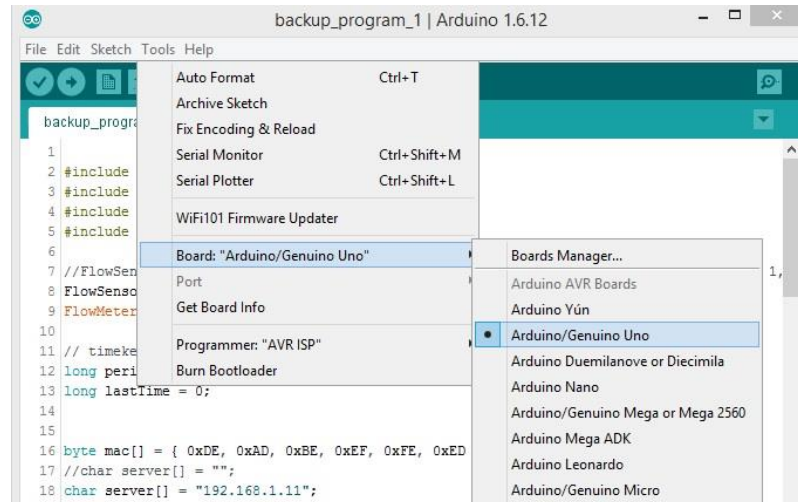 backup_program_1 | Arduino 1.6.12
File Edit Sketch Tools Help
backup_progra
Auto Format Ctrl+T
Archive Sketch
Fix Encoding & Reload
Serial Monitor Ctrl+Shift+M
Serial Plotter Ctrl+Shift+L
WiFi101 Firmware Updater
Board: "Arduino/Genuino Uno"
Port
Get Board Info
Programmer: "AVR ISP"
Burn Bootloader
Boards Manager...
Arduino AVR Boards
Arduino Yún
Arduino/Genuino Uno
Arduino Duemilanove or Diecimila
Arduino Nano
Arduino/Genuino Mega or Mega 2560
Arduino Mega ADK
Arduino Leonardo
Arduino/Genuino Micro
1
2 #include
3 #include
4 #include
5 #include
6
7 //FlowSen 1,
8 FlowSenso
9 FlowMeter
10
11 // timeke
12 long peri
13 long lastTime = 0;
14
15
16 byte mac[] = { 0xDE, 0xAD, 0xBE, 0xEF, 0xFE, 0xED
17 //char server[] = "";
18 char server[] = "192.168.1.11";